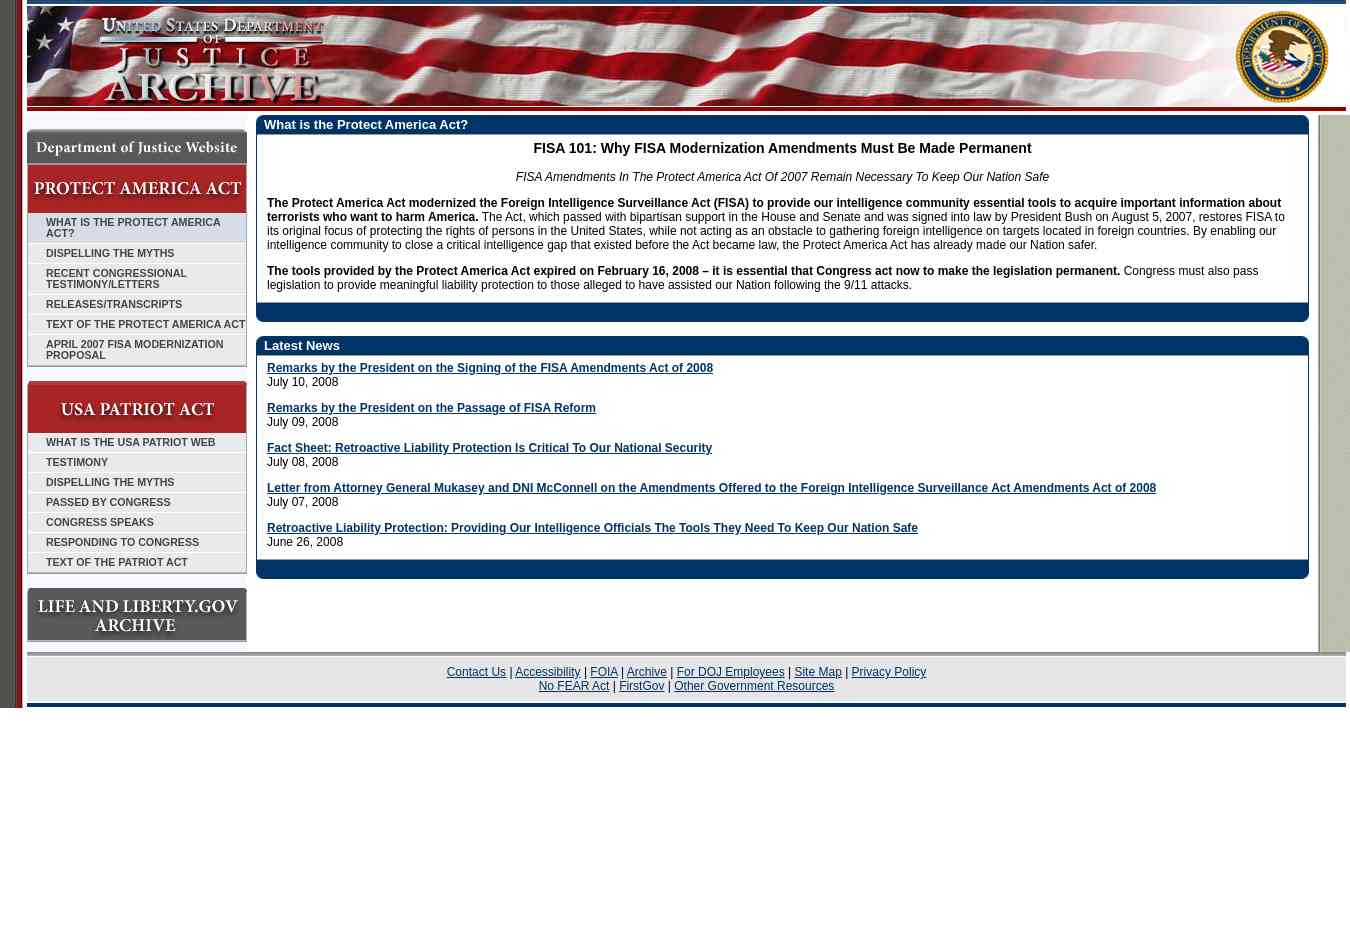 UNITED STATES DEPARTMENT
OF
JUSTICE
ARCHIVE
Department of Justice Website
PROTECT AMERICA ACT
WHAT IS THE PROTECT AMERICA
ACT?
DISPELLING THE MYTHS
RECENT CONGRESSIONAL
TESTIMONY/LETTERS
RELEASES/TRANSCRIPTS
TEXT OF THE PROTECT AMERICA ACT
APRIL 2007 FISA MODERNIZATION
PROPOSAL
USA PATRIOT ACT
WHAT IS THE USA PATRIOT WEB
TESTIMONY
DISPELLING THE MYTHS
PASSED BY CONGRESS
CONGRESS SPEAKS
RESPONDING TO CONGRESS
TEXT OF THE PATRIOT ACT
LIFE AND LIBERTY.GOV
ARCHIVE
What is the Protect America Act?
FISA 101: Why FISA Modernization Amendments Must Be Made Permanent
FISA Amendments In The Protect America Act Of 2007 Remain Necessary To Keep Our Nation Safe
The Protect America Act modernized the Foreign Intelligence Surveillance Act (FISA) to provide our intelligence community essential tools to acquire important information about
terrorists who want to harm America. The Act, which passed with bipartisan support in the House and Senate and was signed into law by President Bush on August 5, 2007, restores FISA to
its original focus of protecting the rights of persons in the United States, while not acting as an obstacle to gathering foreign intelligence on targets located in foreign countries. By enabling our
intelligence community to close a critical intelligence gap that existed before the Act became law, the Protect America Act has already made our Nation safer.
The tools provided by the Protect America Act expired on February 16, 2008 – it is essential that Congress act now to make the legislation permanent. Congress must also pass
legislation to provide meaningful liability protection to those alleged to have assisted our Nation following the 9/11 attacks.
Latest News
Remarks by the President on the Signing of the FISA Amendments Act of 2008
July 10, 2008
Remarks by the President on the Passage of FISA Reform
July 09, 2008
Fact Sheet: Retroactive Liability Protection Is Critical To Our National Security
July 08, 2008
Letter from Attorney General Mukasey and DNI McConnell on the Amendments Offered to the Foreign Intelligence Surveillance Act Amendments Act of 2008
July 07, 2008
Retroactive Liability Protection: Providing Our Intelligence Officials The Tools They Need To Keep Our Nation Safe
June 26, 2008
Contact Us | Accessibility | FOIA | Archive | For DOJ Employees | Site Map | Privacy Policy
No FEAR Act | FirstGov | Other Government Resources